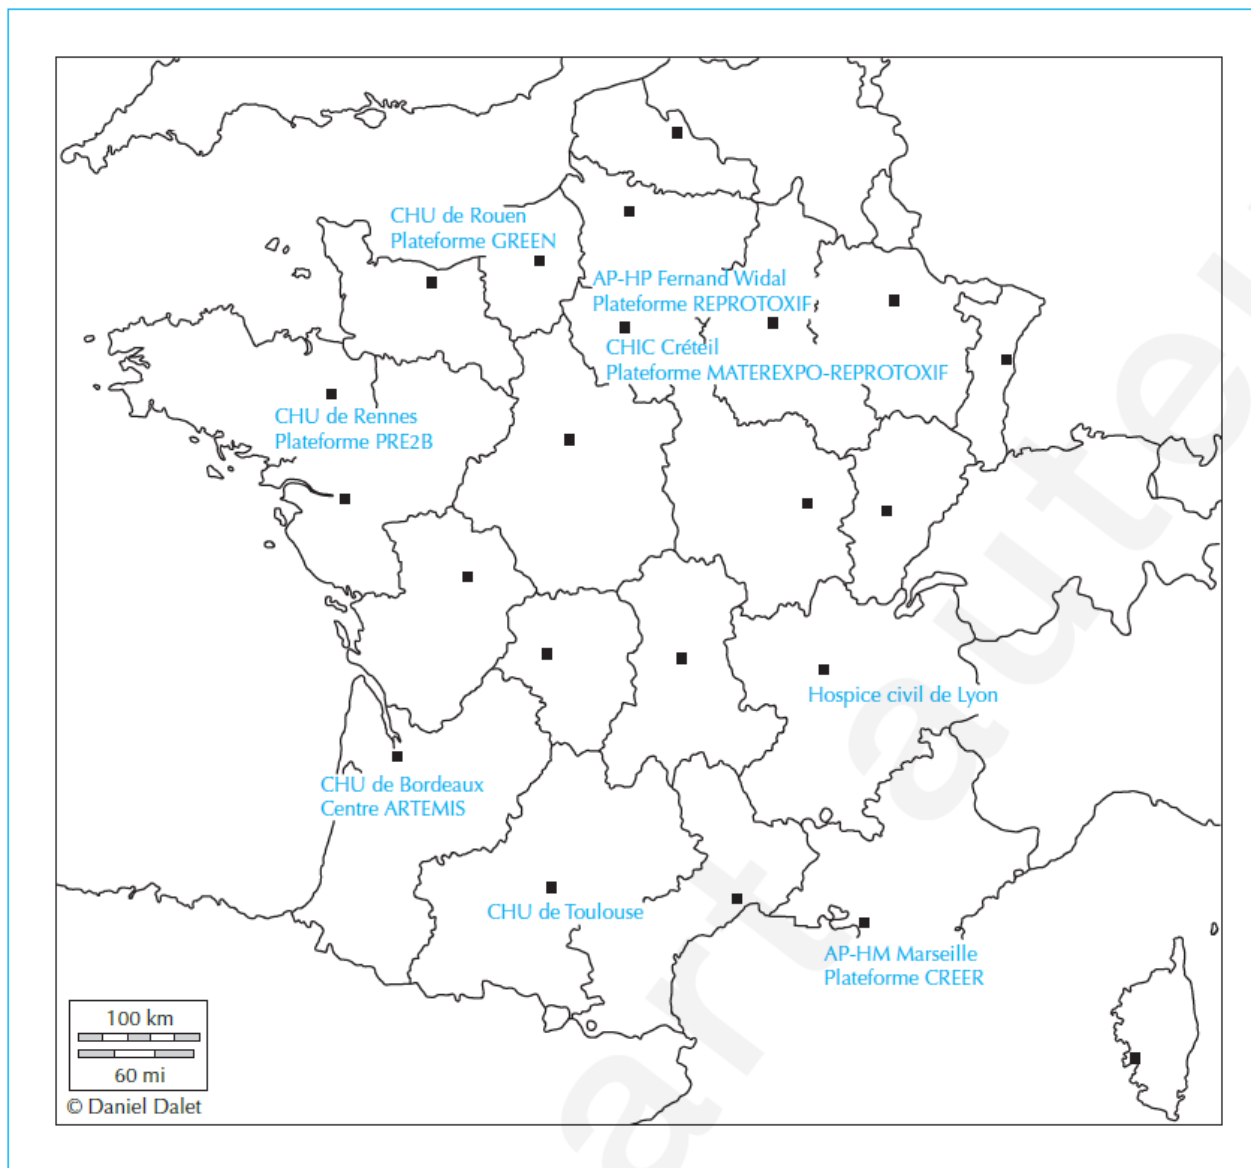 CHU de Rouen
Plateforme GREEN
AP-HP Fernand Widal
Plateforme REPROTOXIF
CHIC Créteil
Plateforme MATEREXPO-REPROTOXIF
CHU de Rennes
Plateforme PRE2B
Hospice civil de Lyon
CHU de Bordeaux
Centre ARTEMIS
CHU de Toulouse
AP-HM Marseille
Plateforme CREER
100 km
60 mi
© Daniel Dalet
art auteu